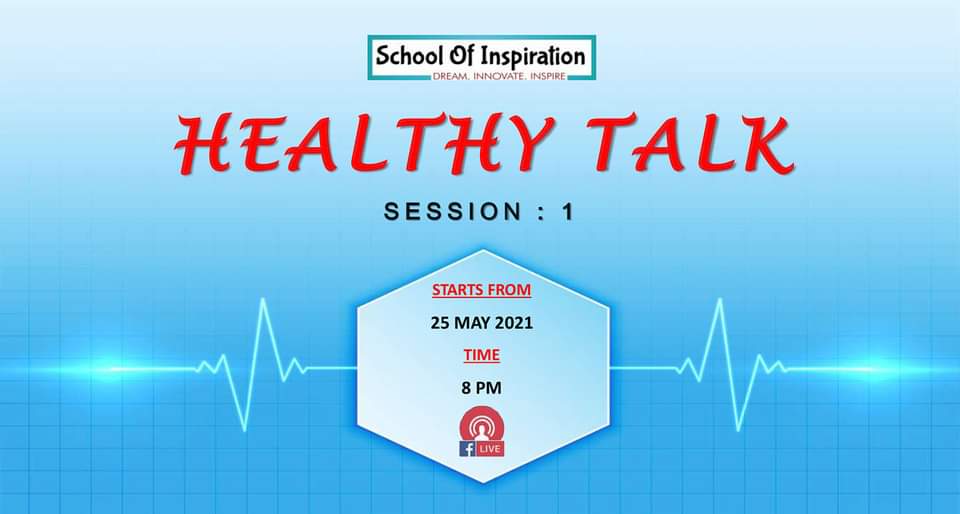 School Of Inspiration
DREAM. INNOVATE. INSPIRE
HEALTHY TALK
SESSION : 1
STARTS FROM
25 MAY 2021
TIME
8 PM
f LIVE